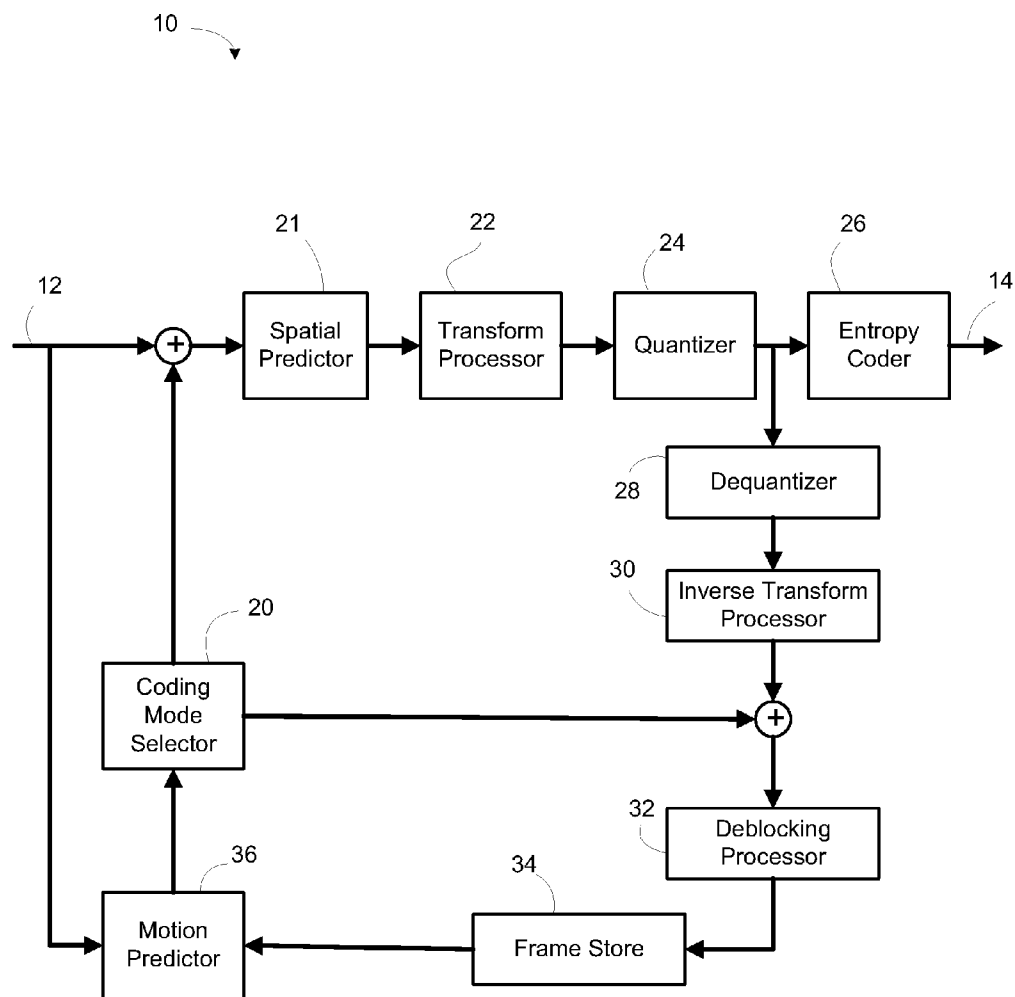 10
21
22
24
26
12
14
+
Spatial
Predictor
Transform
Processor
Quantizer
Entropy
Coder
28
Dequantizer
30
Inverse Transform
Processor
20
Coding
Mode
Selector
+
32
Deblocking
Processor
36
34
Motion
Predictor
Frame Store